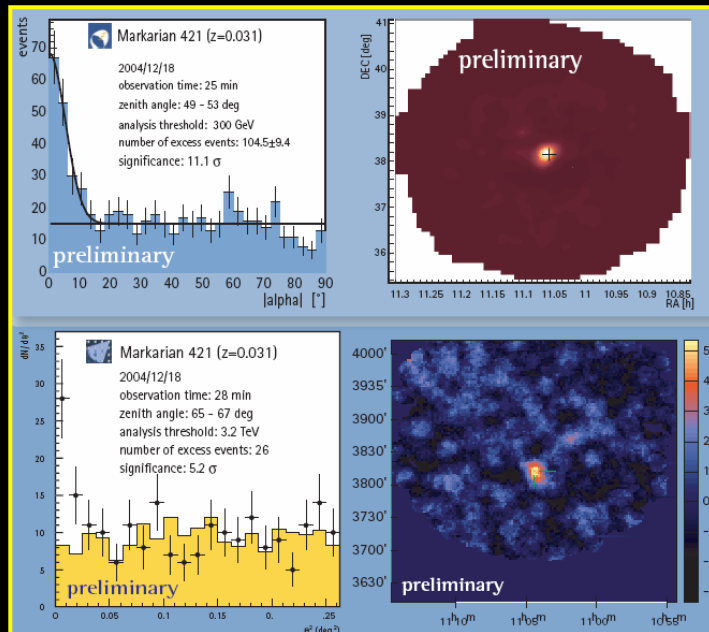 events
70
60
50
40
30
20
10
0
Markarian 421 (z=0.031)
2004/12/18
observation time: 25 min
zenith angle: 49 - 53 deg
analysis threshold: 300 GeV
number of excess events: 104.5±9.4
significance: 11.1 σ
preliminary
0 10 20 30 40 50 60 70 80 90
|alpha| [°]
DEC [deg]
41
40
39
38
37
36
preliminary
11.3 11.25 11.2 11.15 11.1 11.05 11 10.95 10.9 10.85
RA [h]
35
30
25
20
15
10
5
0
Markarian 421 (z=0.031)
2004/12/18
observation time: 28 min
zenith angle: 65 - 67 deg
analysis threshold: 3.2 TeV
number of excess events: 26
significance: 5.2 σ
preliminary
0 0.05 0.1 0.15 0. .25
θ² (deg²)
4000'
3935'
3900'
3830'
3800'
3730'
3700'
3630'
preliminary
11h10m 11h05m 11h00m 10h55m
5
4
3
2
1
0